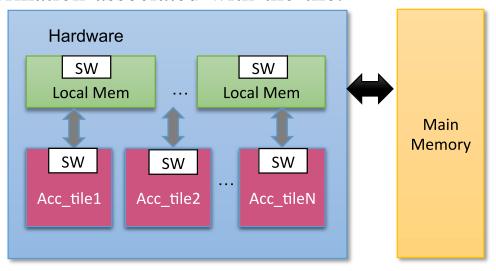 Hardware
SW
Local Mem
...
SW
Local Mem
SW
Acc_tile1
SW
Acc_tile2
...
SW
Acc_tileN
Main
Memory